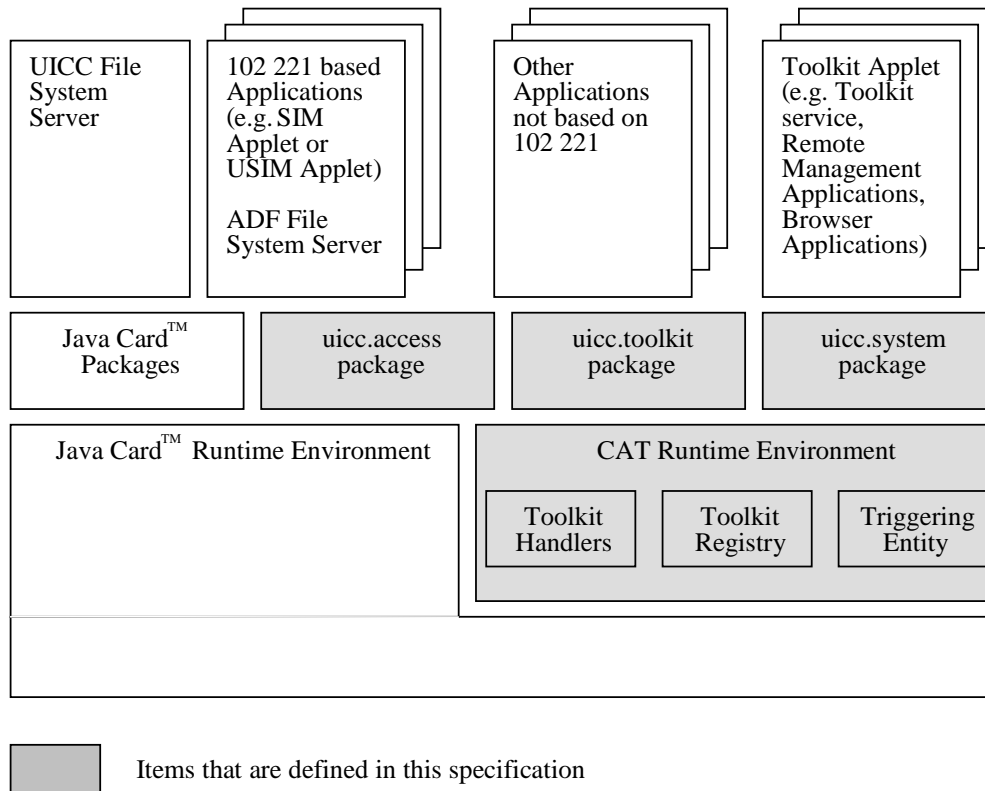 UICC File
System
Server
102 221 based
Applications
(e.g. SIM
Applet or
USIM Applet)
ADF File
System Server
Other
Applications
not based on
102 221
Toolkit Applet
(e.g. Toolkit
service,
Remote
Management
Applications,
Browser
Applications)
Java Card™
Packages
uicc.access
package
uicc.toolkit
package
uicc.system
package
Java Card™ Runtime Environment
CAT Runtime Environment
Toolkit
Handlers
Toolkit
Registry
Triggering
Entity
Items that are defined in this specification